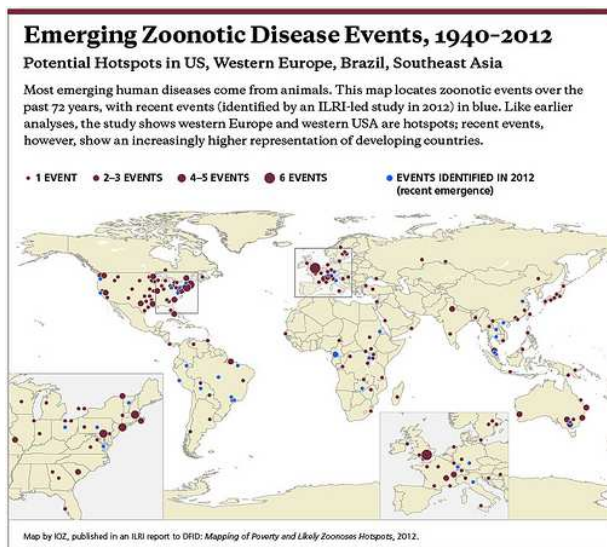 Emerging Zoonotic Disease Events, 1940–2012
Potential Hotspots in US, Western Europe, Brazil, Southeast Asia
Most emerging human diseases come from animals. This map locates zoonotic events over the
past 72 years, with recent events (identified by an ILRI-led study in 2012) in blue. Like earlier
analyses, the study shows western Europe and western USA are hotspots; recent events,
however, show an increasingly higher representation of developing countries.
1 EVENT 2–3 EVENTS 4–5 EVENTS 6 EVENTS EVENTS IDENTIFIED IN 2012
(recent emergence)
Map by IOZ, published in an ILRI report to DFID: Mapping of Poverty and Likely Zoonoses Hotspots, 2012.